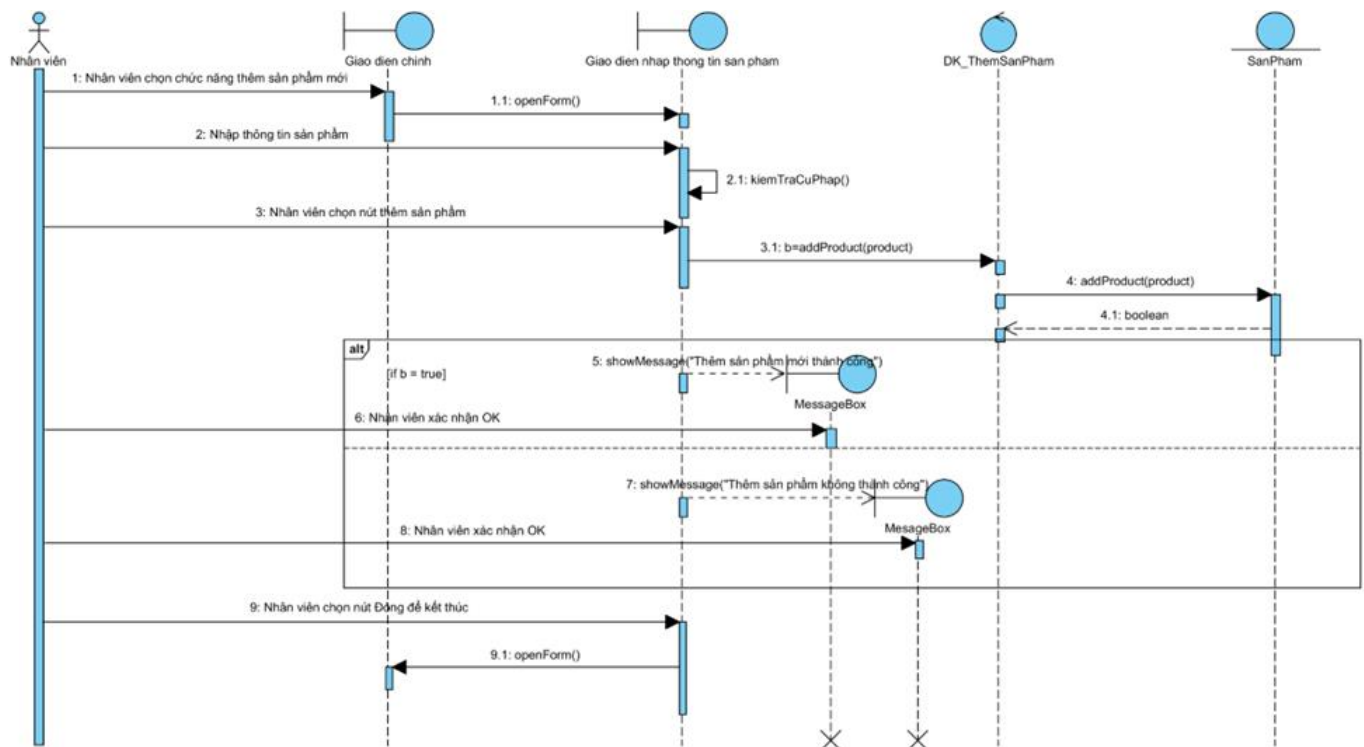 Nhân viên
Giao dien chinh
Giao dien nhap thong tin san pham
DK_ThemSanPham
SanPham
1: Nhân viên chọn chức năng thêm sản phẩm mới
1.1: openForm()
2: Nhập thông tin sản phẩm
2.1: kiemTraCuPhap()
3: Nhân viên chọn nút thêm sản phẩm
3.1: b=addProduct(product)
4: addProduct(product)
4.1: boolean
alt
[if b = true]
5: showMessage("Thêm sản phẩm mới thành công")
MessageBox
6: Nhân viên xác nhận OK
7: showMessage("Thêm sản phẩm không thành công")
MesageBox
8: Nhân viên xác nhận OK
9: Nhân viên chọn nút Đóng để kết thúc
9.1: openForm()